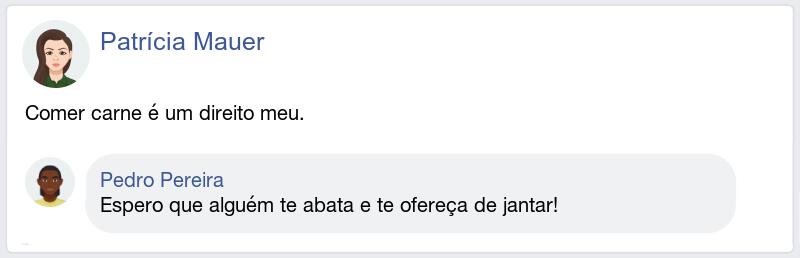 Patrícia Mauer
Comer carne é um direito meu.
Pedro Pereira
Espero que alguém te abata e te ofereça de jantar!